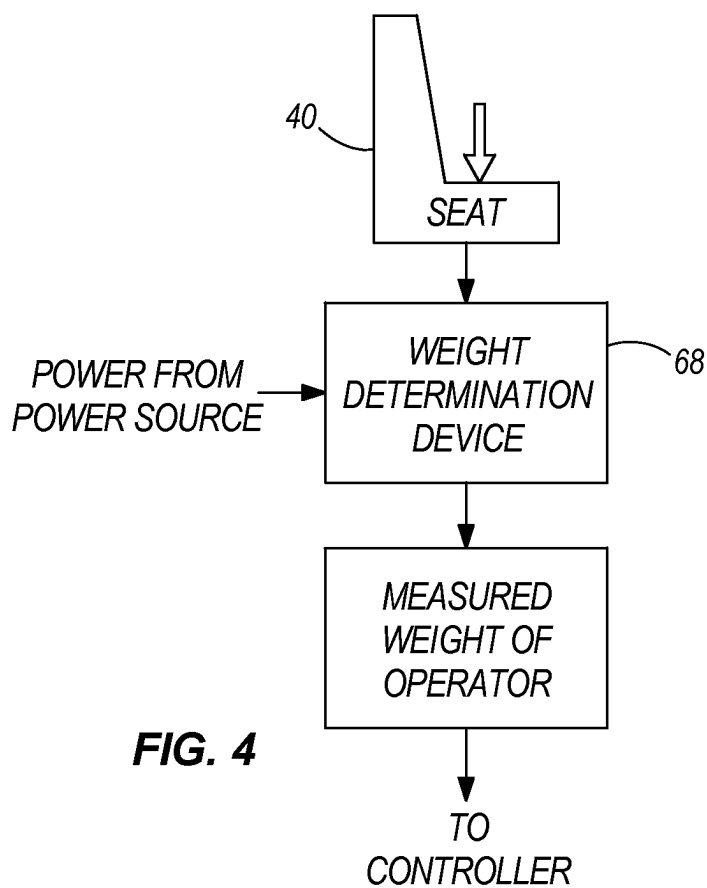 40
SEAT
WEIGHT
DETERMINATION
DEVICE
68
POWER FROM
POWER SOURCE
MEASURED
WEIGHT OF
OPERATOR
FIG. 4
TO
CONTROLLER